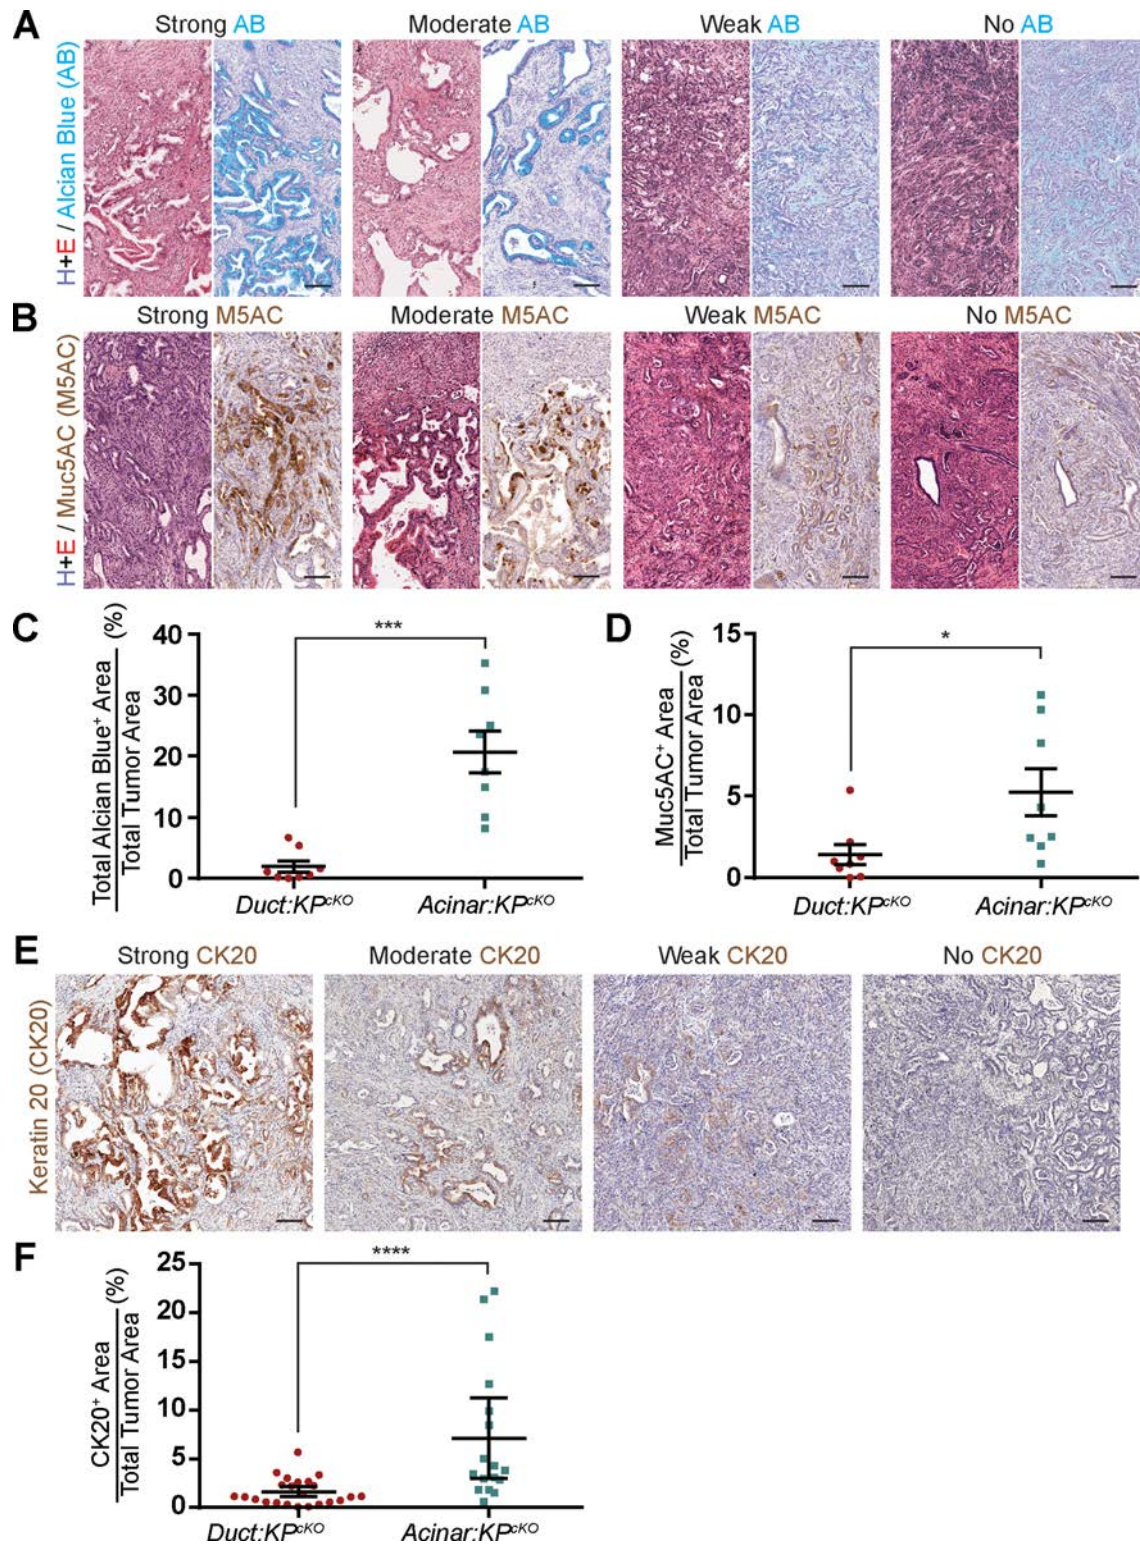 A
Strong AB
Moderate AB
Weak AB
No AB
H+E / Alcian Blue (AB)
B
Strong M5AC
Moderate M5AC
Weak M5AC
No M5AC
H+E / Muc5AC (M5AC)
C
Total Alcian Blue⁺ Area
Total Tumor Area
(%)
40
30
20
10
0
***
Duct:KPᶜᴷᴼ
Acinar:KPᶜᴷᴼ
D
Muc5AC⁺ Area
Total Tumor Area
(%)
15
10
5
0
*
Duct:KPᶜᴷᴼ
Acinar:KPᶜᴷᴼ
E
Strong CK20
Moderate CK20
Weak CK20
No CK20
Keratin 20 (CK20)
F
CK20⁺ Area
Total Tumor Area
(%)
25
20
15
10
5
0
****
Duct:KPᶜᴷᴼ
Acinar:KPᶜᴷᴼ